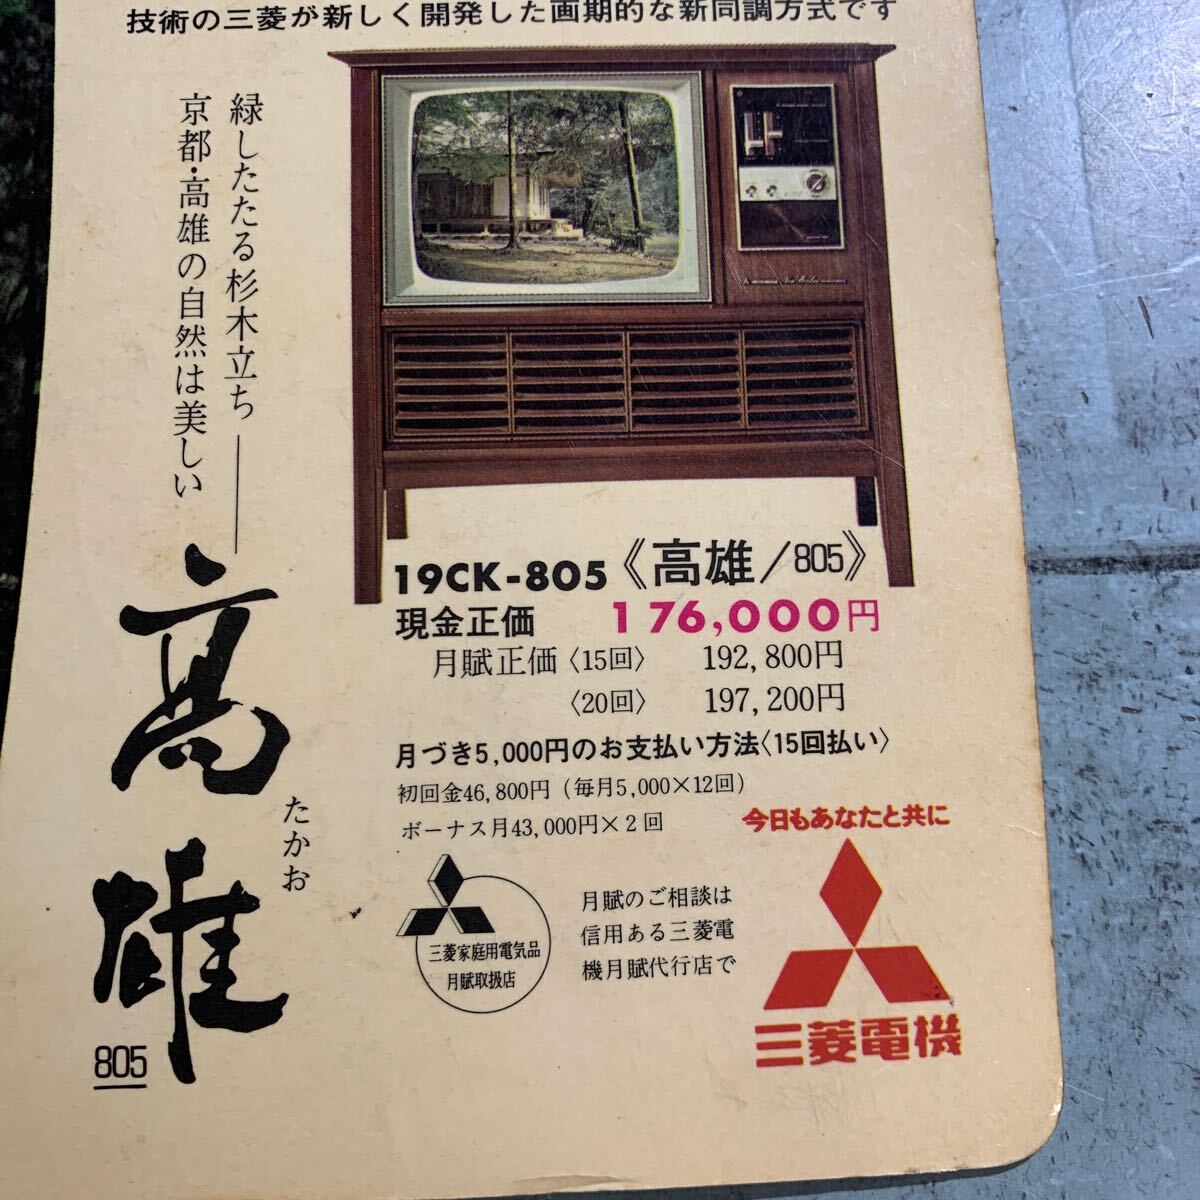 技術の三菱が新しく開発した画期的な新同調方式です
緑したたる杉木立ち——
京都・高雄の自然は美しい
高雄
たかお
805
19CK-805《高雄/805》
現金正価 176,000円
月賦正価〈15回〉 192,800円
〈20回〉 197,200円
月づき5,000円のお支払い方法〈15回払い〉
初回金46,800円(毎月5,000×12回)
ボーナス月43,000円×2回
三菱家庭用電気品
月賦取扱店
月賦のご相談は
信用ある三菱電
機月賦代行店で
今日もあなたと共に
三菱電機